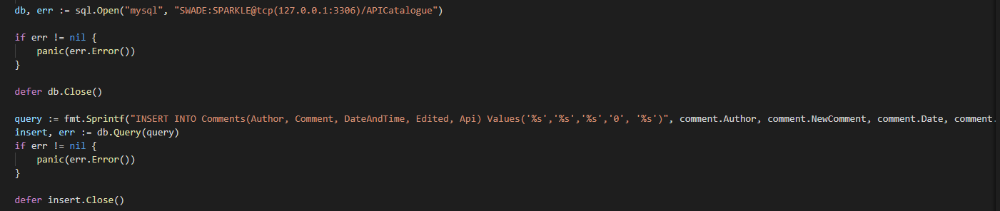 db, err := sql.Open("mysql", "SWADE:SPARKLE@tcp(127.0.0.1:3306)/APICatalogue")
if err != nil {
panic(err.Error())
}
defer db.Close()
query := fmt.Sprintf("INSERT INTO Comments(Author, Comment, DateAndTime, Edited, Api) Values('%s','%s','%s','0', '%s')", comment.Author, comment.NewComment, comment.Date, comment.
insert, err := db.Query(query)
if err != nil {
panic(err.Error())
}
defer insert.Close()